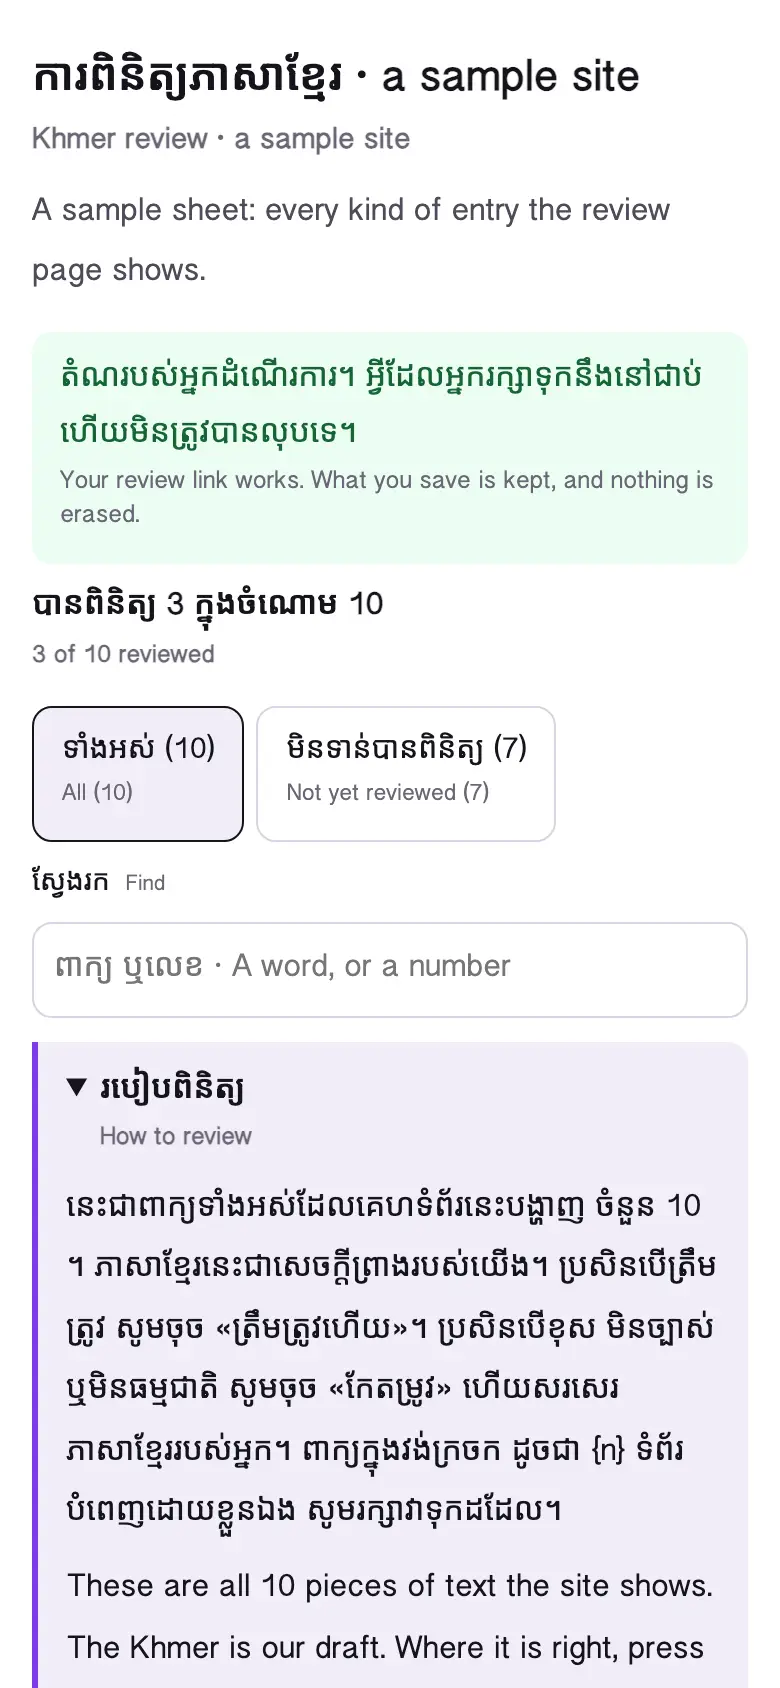 ការពិនិត្យភាសាខ្មែរ · a sample site
Khmer review · a sample site
A sample sheet: every kind of entry the review
page shows.
តំណរបស់អ្នកដំណើរការ។ អ្វីដែលអ្នករក្សាទុកនឹងនៅជាប់
ហើយមិនត្រូវបានលុបទេ។
Your review link works. What you save is kept, and nothing is
erased.
បានពិនិត្យ 3 ក្នុងចំណោម 10
3 of 10 reviewed
ទាំងអស់ (10)
All (10)
មិនទាន់បានពិនិត្យ (7)
Not yet reviewed (7)
ស្វែងរក Find
ពាក្យ ឬលេខ · A word, or a number
▼ របៀបពិនិត្យ
How to review
នេះជាពាក្យទាំងអស់ដែលគេហទំព័រនេះបង្ហាញ ចំនួន 10
។ ភាសាខ្មែរនេះជាសេចក្ដីព្រាងរបស់យើង។ ប្រសិនបើត្រឹម
ត្រូវ សូមចុច «ត្រឹមត្រូវហើយ»។ ប្រសិនបើខុស មិនច្បាស់
ឬមិនធម្មជាតិ សូមចុច «កែតម្រូវ» ហើយសរសេរ
ភាសាខ្មែររបស់អ្នក។ ពាក្យក្នុងវង់ក្រចក ដូចជា {n} ទំព័រ
បំពេញដោយខ្លួនឯង សូមរក្សាវាទុកដដែល។
These are all 10 pieces of text the site shows.
The Khmer is our draft. Where it is right, press